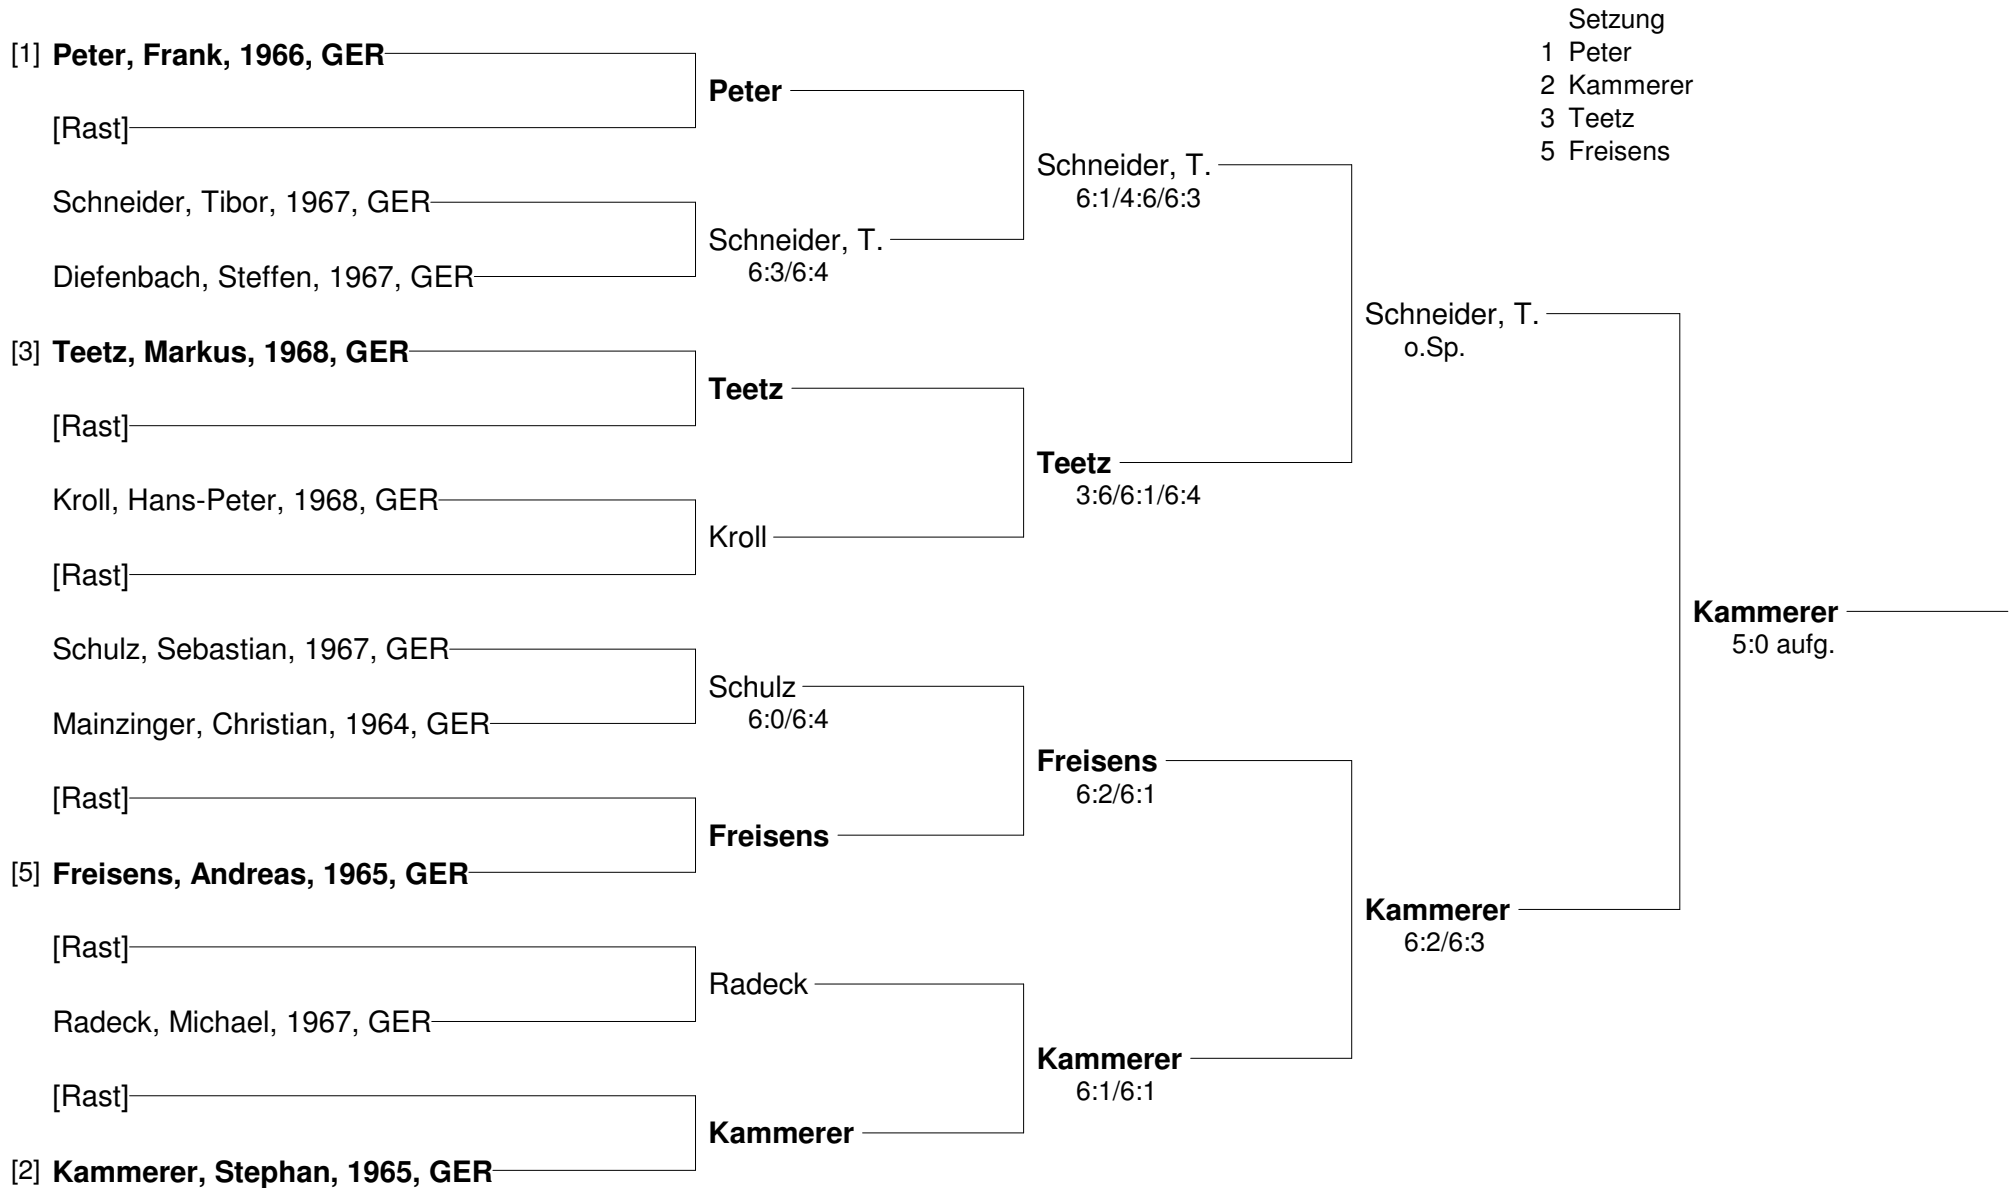 Setzung
1 Peter
2 Kammerer
3 Teetz
5 Freisens
[1] Peter, Frank, 1966, GER
[Rast]
Schneider, Tibor, 1967, GER
Diefenbach, Steffen, 1967, GER
[3] Teetz, Markus, 1968, GER
[Rast]
Kroll, Hans-Peter, 1968, GER
[Rast]
Schulz, Sebastian, 1967, GER
Mainzinger, Christian, 1964, GER
[Rast]
[5] Freisens, Andreas, 1965, GER
[Rast]
Radeck, Michael, 1967, GER
[Rast]
[2] Kammerer, Stephan, 1965, GER
Peter
Schneider, T.
6:3/6:4
Teetz
Kroll
Schulz
6:0/6:4
Freisens
Radeck
Kammerer
Schneider, T.
6:1/4:6/6:3
Teetz
3:6/6:1/6:4
Freisens
6:2/6:1
Kammerer
6:1/6:1
Schneider, T.
o.Sp.
Kammerer
6:2/6:3
Kammerer
5:0 aufg.